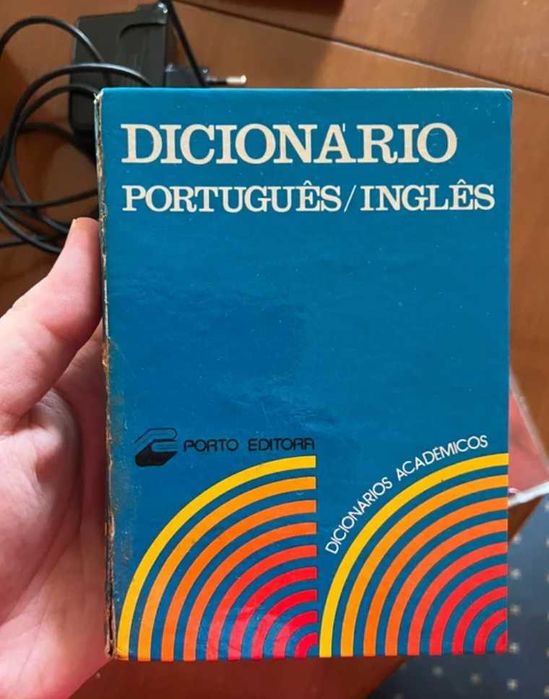 DICIONÁRIO
PORTUGUÊS/INGLÊS
PORTO EDITORA
DICIONÁRIOS ACADÉMICOS